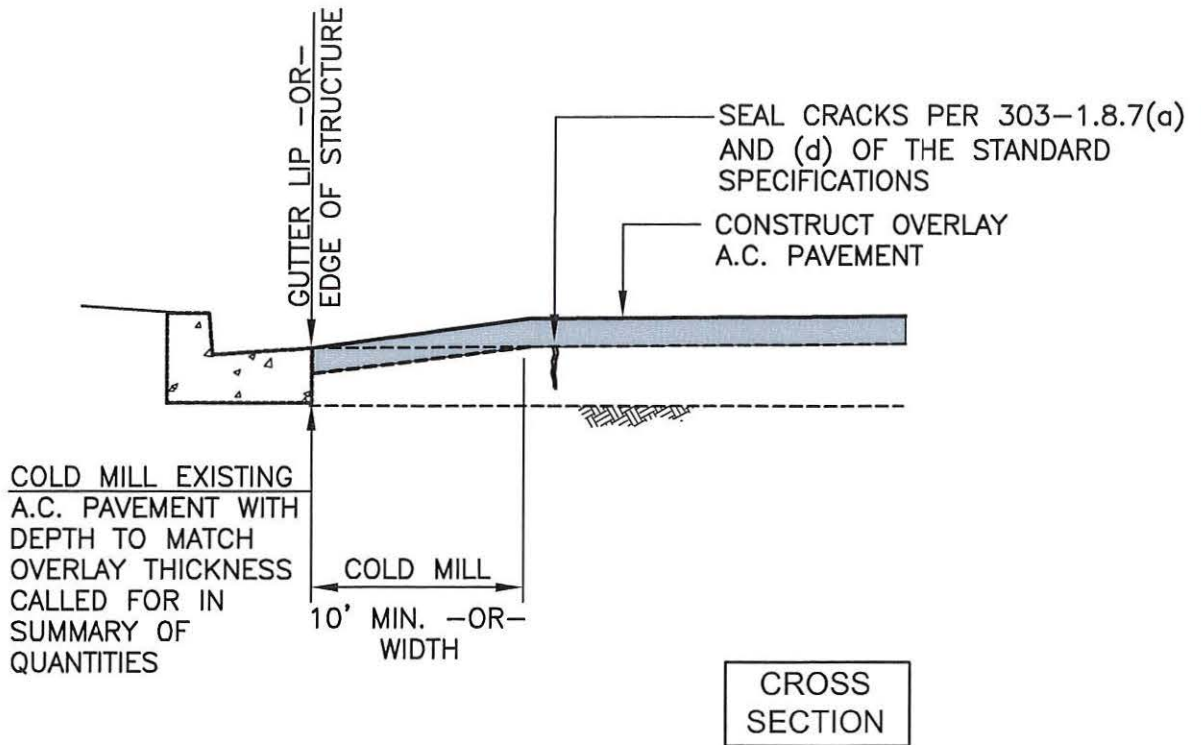 GUTTER LIP –OR–
EDGE OF STRUCTURE
SEAL CRACKS PER 303–1.8.7(a)
AND (d) OF THE STANDARD
SPECIFICATIONS
CONSTRUCT OVERLAY
A.C. PAVEMENT
COLD MILL EXISTING
A.C. PAVEMENT WITH
DEPTH TO MATCH
OVERLAY THICKNESS
CALLED FOR IN
SUMMARY OF
QUANTITIES
COLD MILL
10' MIN. –OR–
WIDTH
CROSS
SECTION